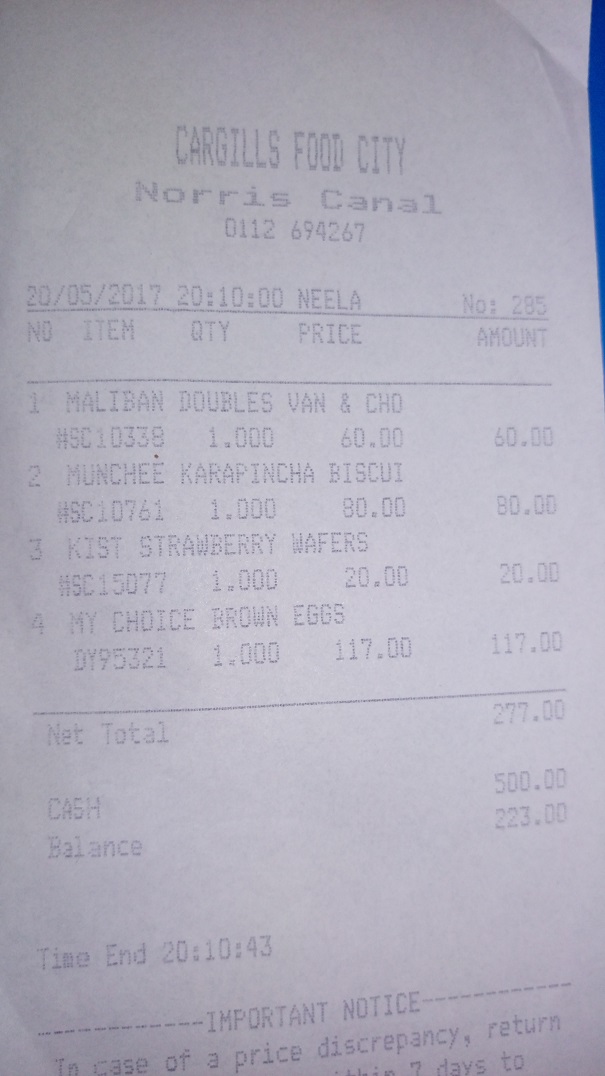 CARGILLS FOOD CITY
Norris Canal
0112 694267
20/05/2017 20:10:00 NEELA No: 285
NO ITEM QTY PRICE AMOUNT
1 MALIBAN DOUBLES VAN & CHO
#SC10338 1.000 60.00 60.00
2 MUNCHEE KARAPINCHA BISCUI
#SC10761 1.000 80.00 80.00
3 KIST STRAWBERRY WAFERS
#SC15077 1.000 20.00 20.00
4 MY CHOICE BROWN EGGS
DY95321 1.000 117.00 117.00
Net Total 277.00
CASH 500.00
Balance 223.00
Time End 20:10:43
-------------IMPORTANT NOTICE------------
In case of a price discrepancy, return
7 days to